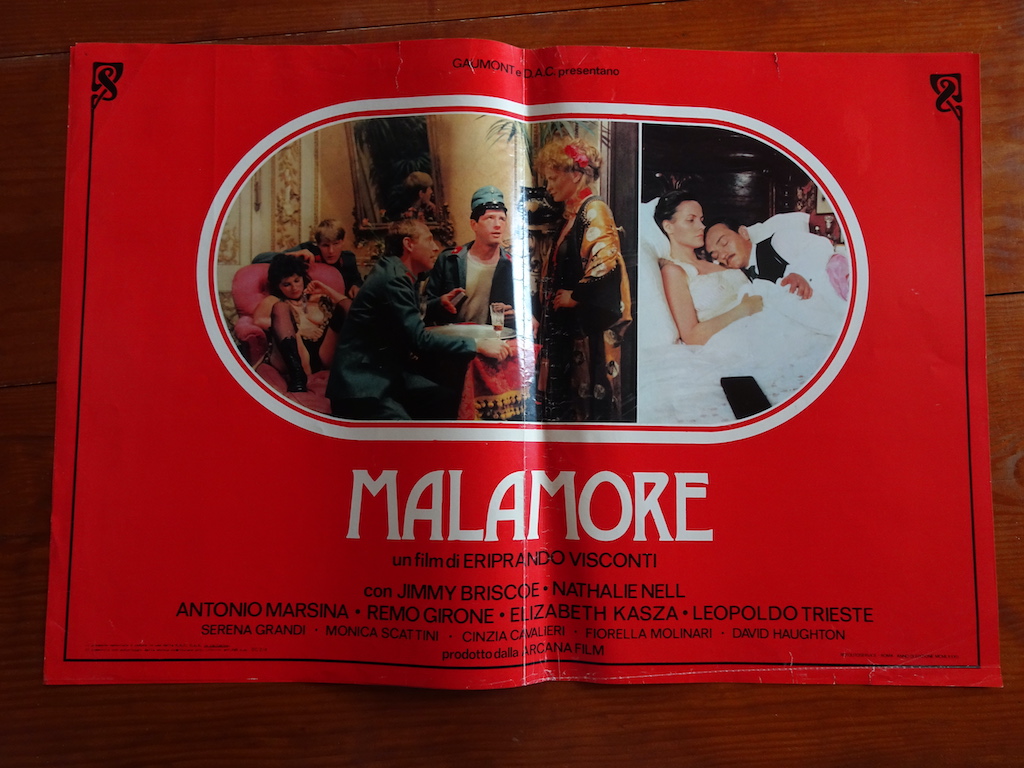 GAUMONT e D.A.C. presentano
MALAMORE
un film di ERIPRANDO VISCONTI
con JIMMY BRISCOE • NATHALIE NELL
ANTONIO MARSINA • REMO GIRONE • ELIZABETH KASZA • LEOPOLDO TRIESTE
SERENA GRANDI · MONICA SCATTINI · CINZIA CAVALIERI · FIORELLA MOLINARI · DAVID HAUGHTON
prodotto dalla ARCANA FILM